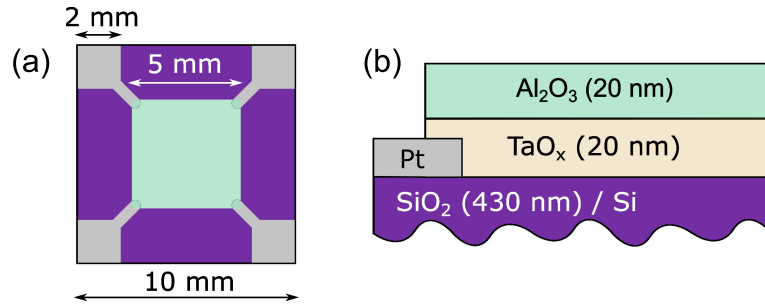 (a)
2 mm
5 mm
10 mm
(b)
Al₂O₃ (20 nm)
TaOₓ (20 nm)
Pt
SiO₂ (430 nm) / Si